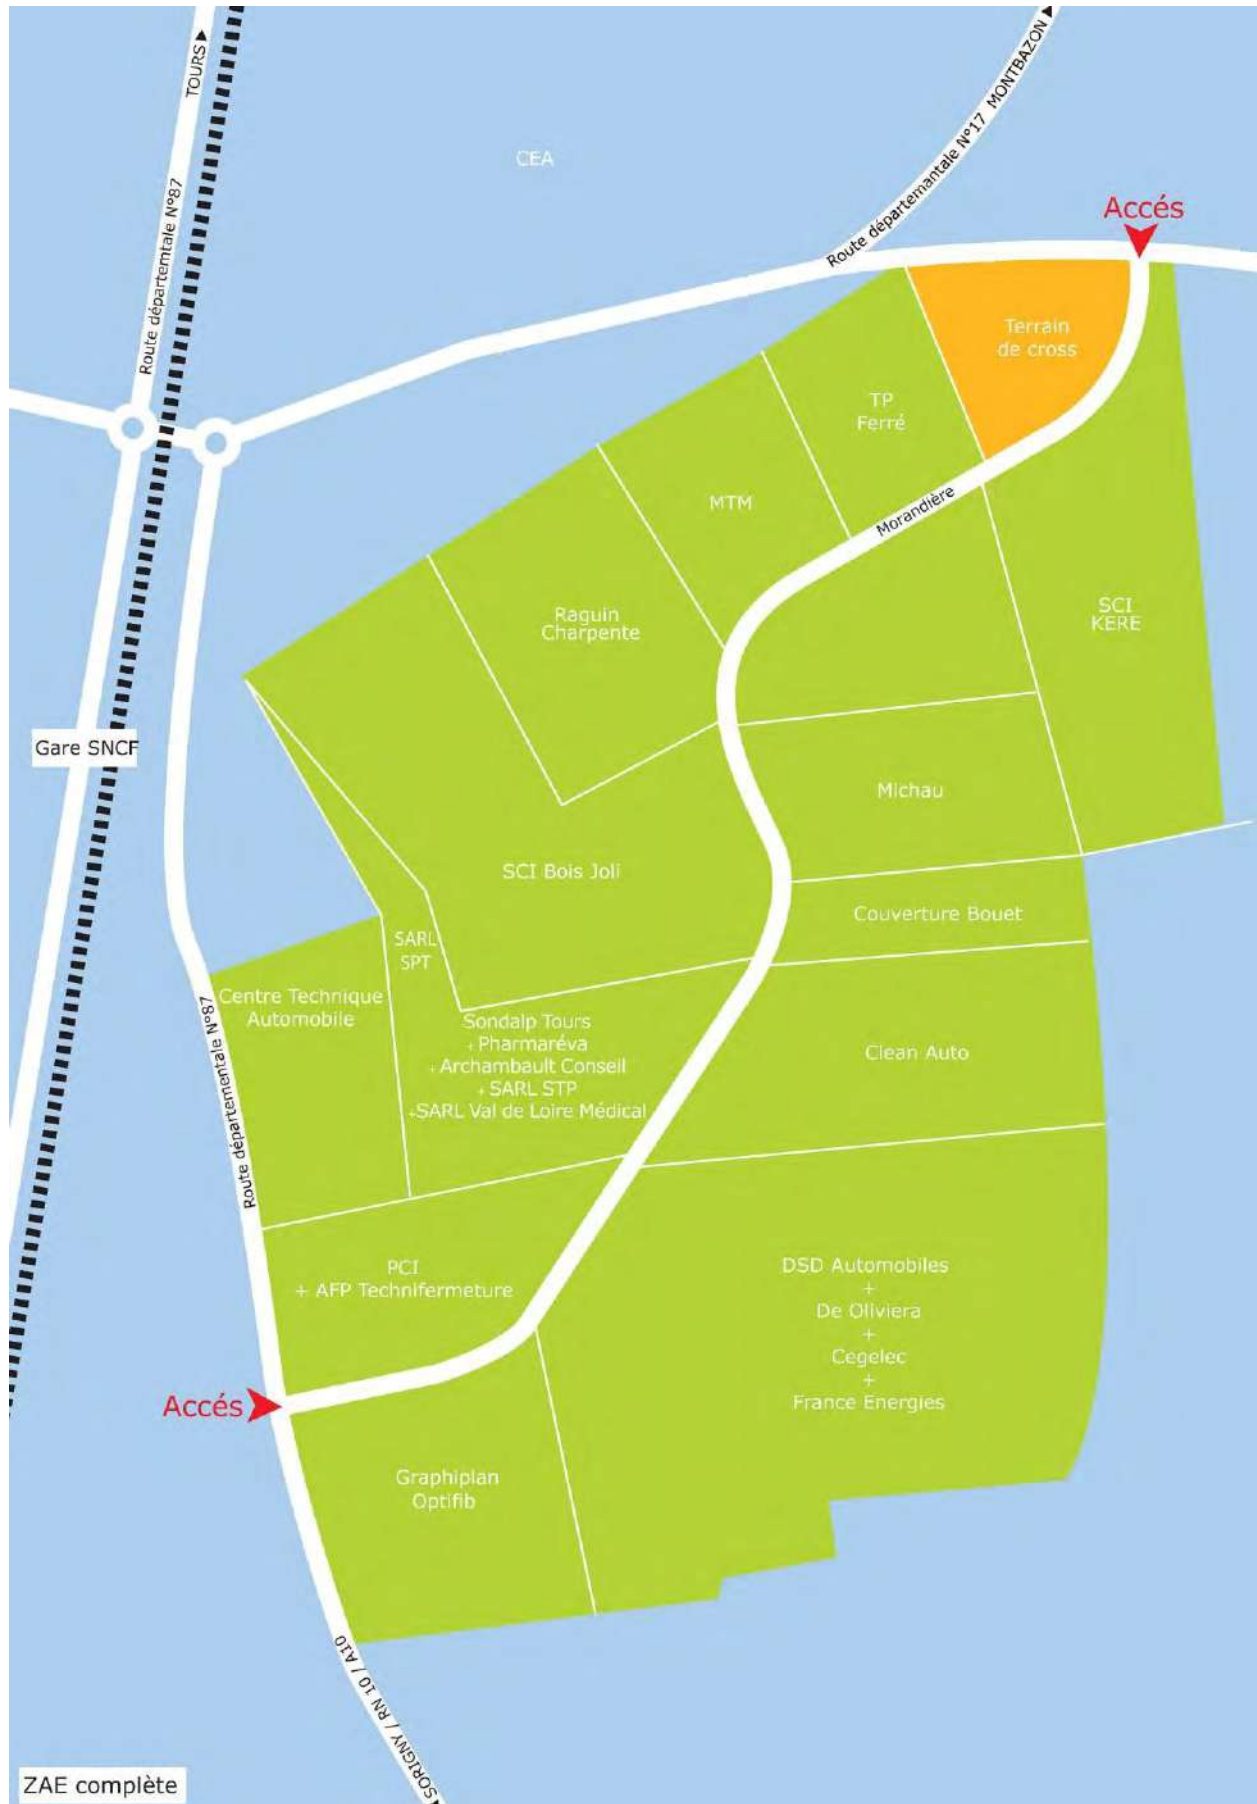 TOURS
Route départemtale N°87
CEA
Route départemantale N°17 MONTBAZON
Accés
Terrain
de cross
TP
Ferré
MTM
Morandière
Raguin
Charpente
SCI
KERE
Gare SNCF
Michau
SCI Bois Joli
Couverture Bouet
SARL
SPT
Centre Technique
Automobile
Route départementale N°87
Sondalp Tours
+ Pharmaréva
+ Archambault Conseil
+ SARL STP
+SARL Val de Loire Médical
Clean Auto
PCI
+ AFP Technifermeture
DSD Automobiles
+
De Oliviera
+
Cegelec
+
France Energies
Accés
Graphiplan
Optifib
SORIGNY / RN 10 / A10
ZAE complète